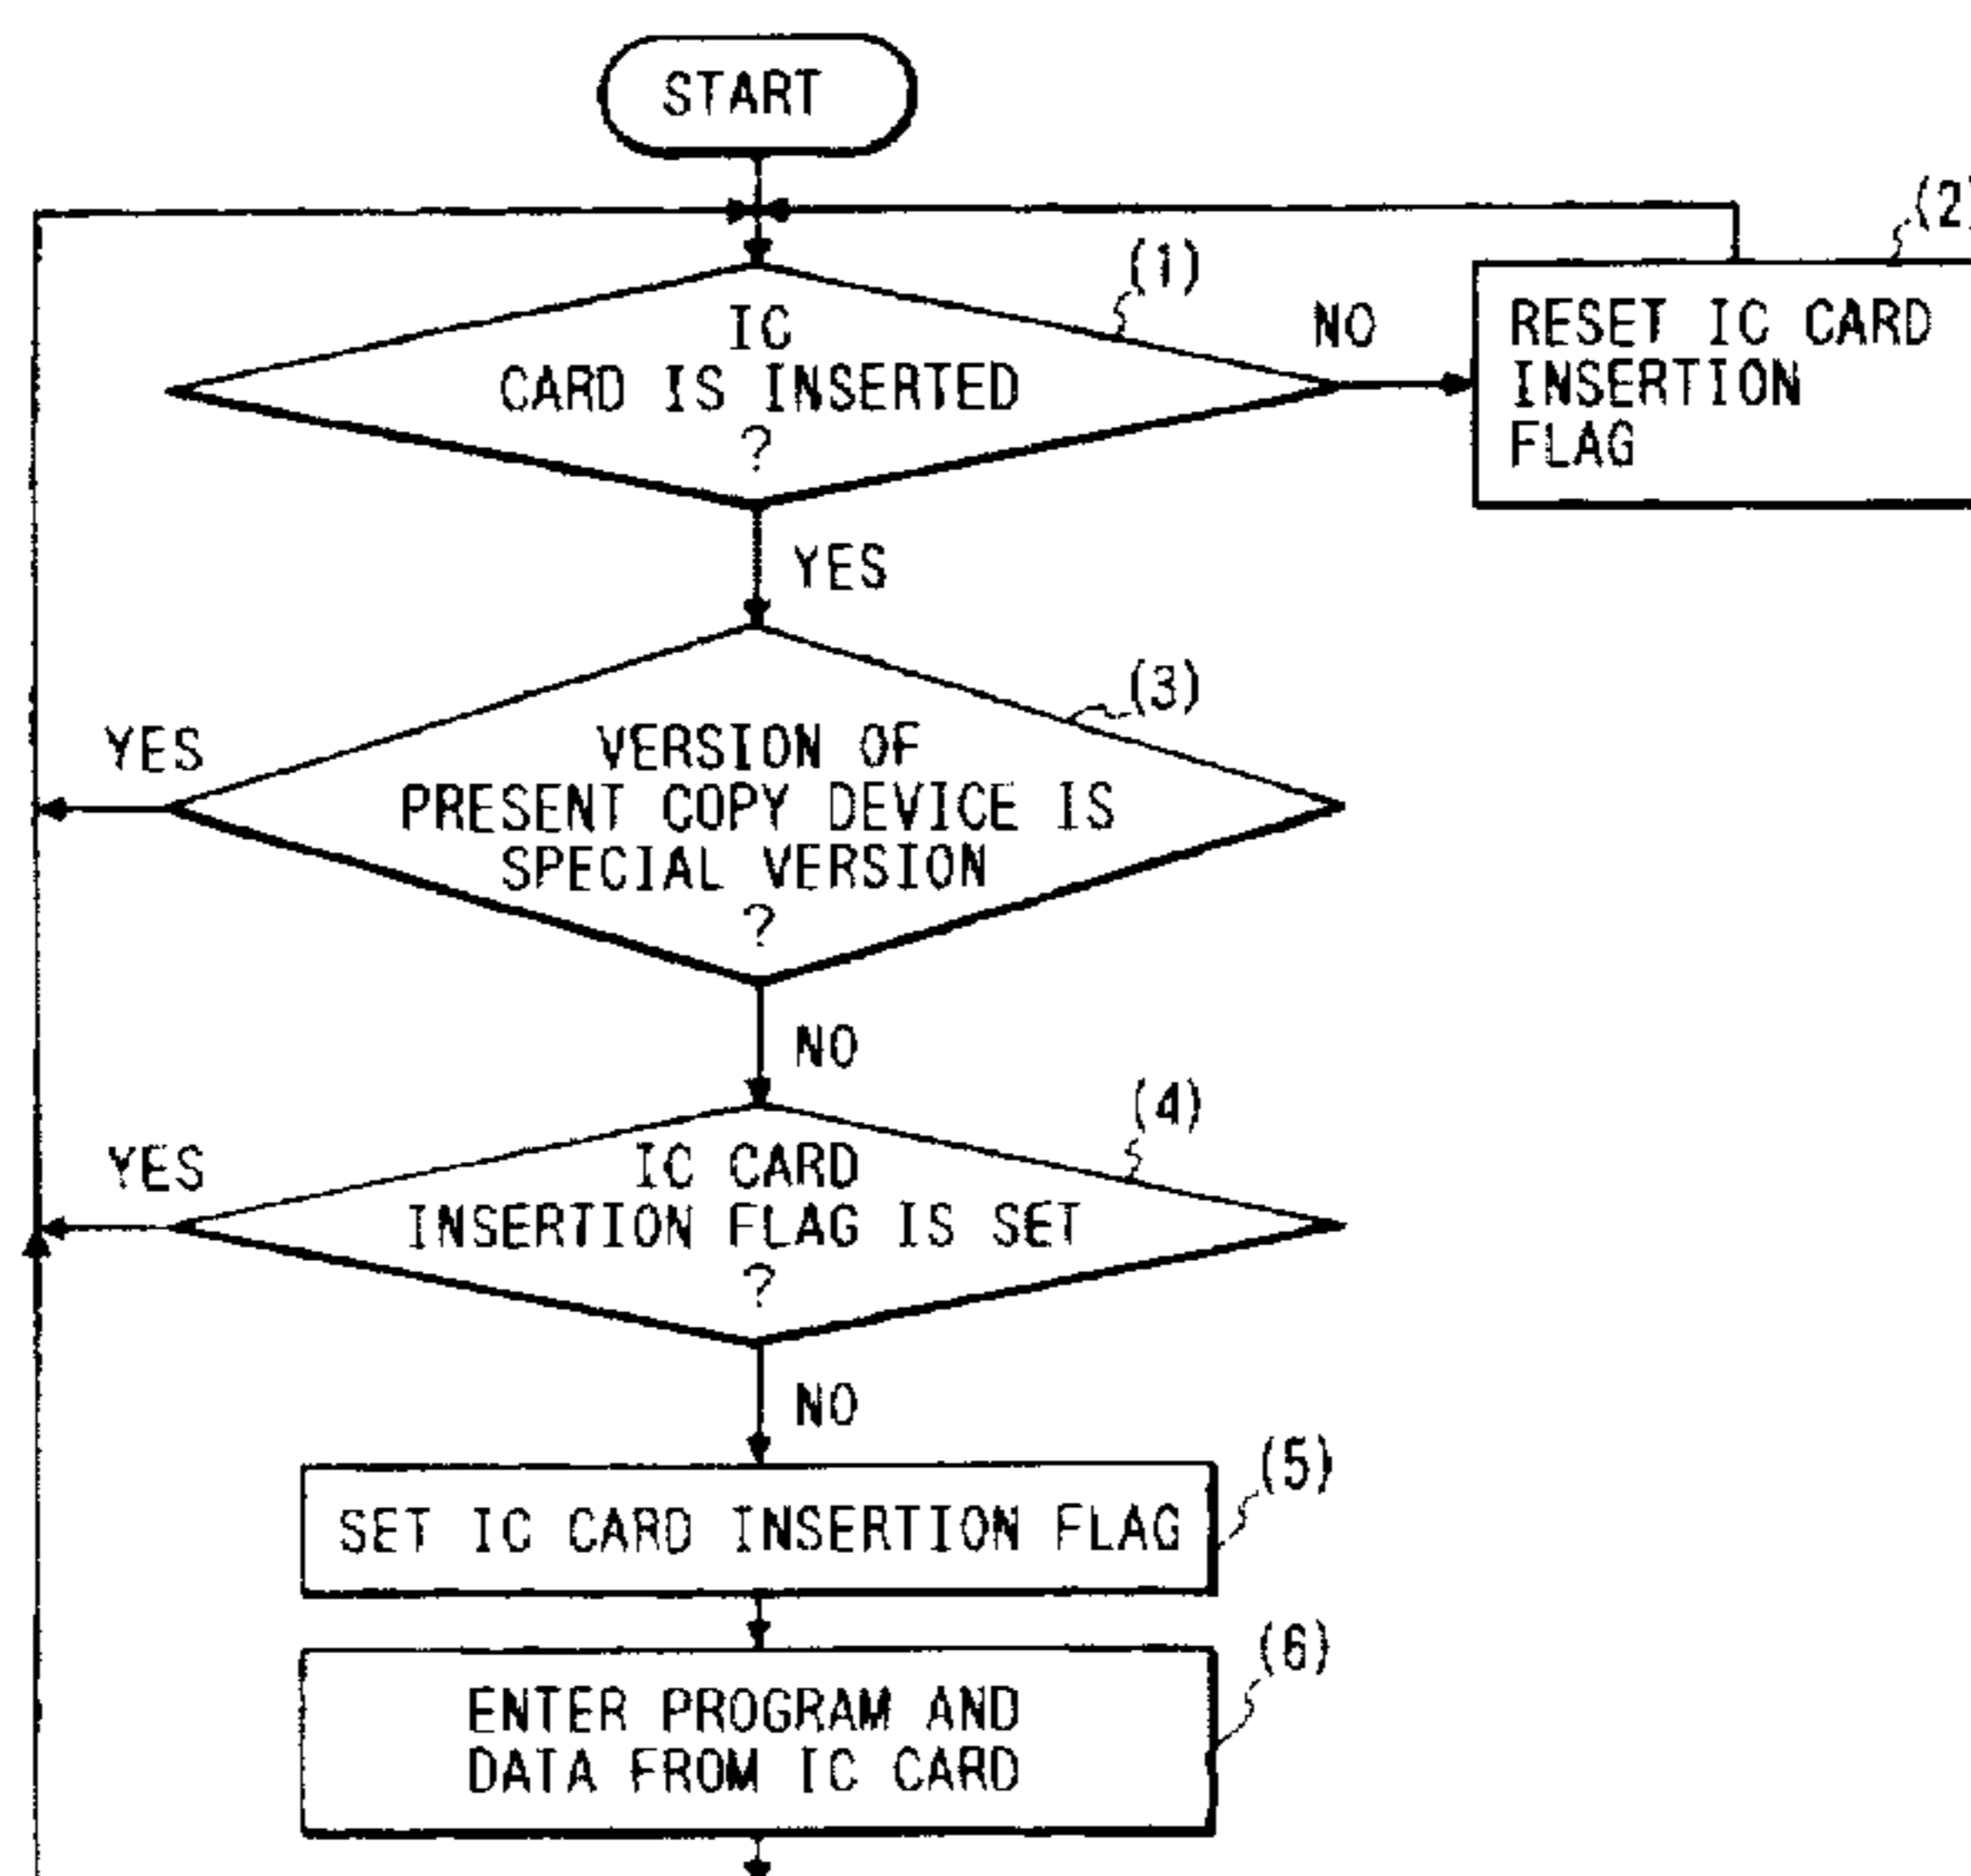 START
(2)
(1)
IC
CARD IS INSERTED
?
NO
RESET IC CARD
INSERTION
FLAG
YES
(3)
YES
VERSION OF
PRESENT COPY DEVICE IS
SPECIAL VERSION
?
NO
(4)
YES
IC CARD
INSERTION FLAG IS SET
?
NO
(5)
SET IC CARD INSERTION FLAG
(6)
ENTER PROGRAM AND
DATA FROM IC CARD